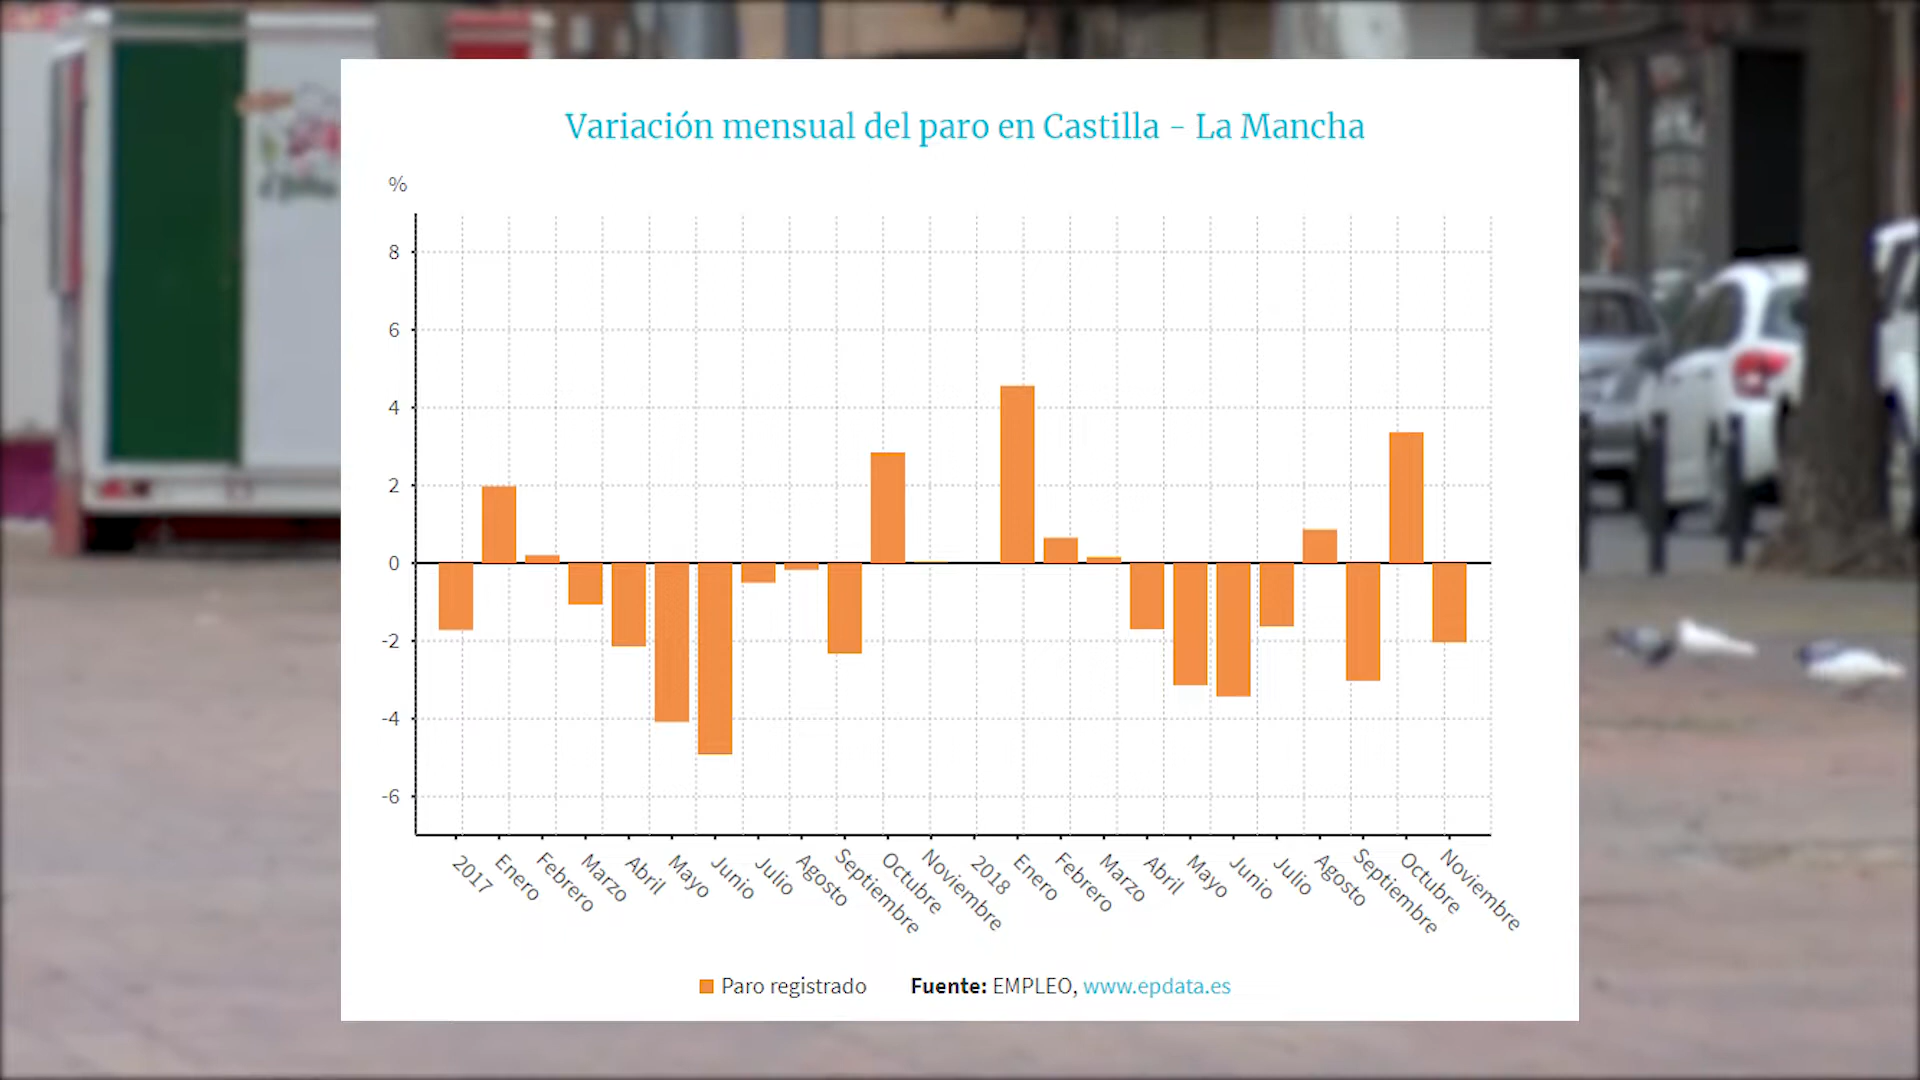 Variación mensual del paro en Castilla - La Mancha
%
8
6
4
2
0
-2
-4
-6
2017
Enero
Febrero
Marzo
Abril
Mayo
Junio
Julio
Agosto
Septiembre
Octubre
Noviembre
2018
Enero
Febrero
Marzo
Abril
Mayo
Junio
Julio
Agosto
Septiembre
Octubre
Noviembre
Paro registrado Fuente: EMPLEO, www.epdata.es